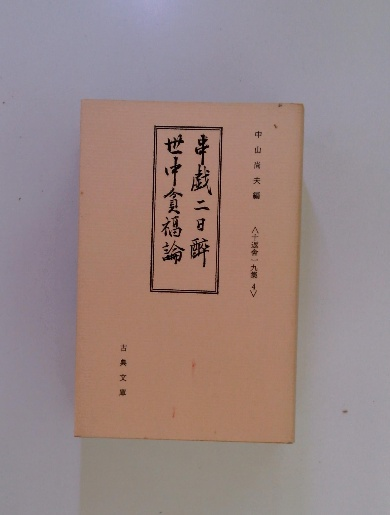 中山尚夫編
〈十返舎一九集 4〉
串戯二日酔
世中貧福論
古典文庫